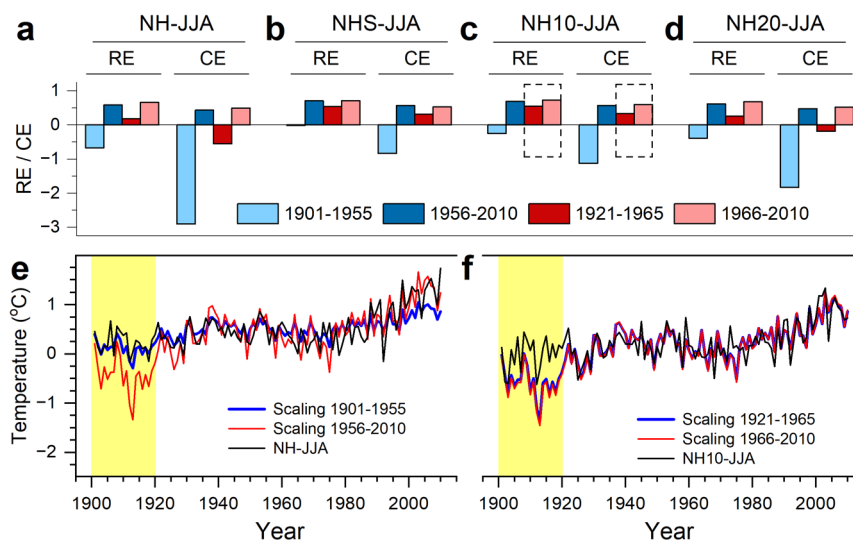 a NH-JJA b NHS-JJA c NH10-JJA d NH20-JJA
RE CE RE CE RE CE RE CE
1
0
−1
−2
−3
RE / CE
1901-1955 1956-2010 1921-1965 1966-2010
e f
1
0
−1
−2
Temperature (°C)
Scaling 1901-1955
Scaling 1956-2010
NH-JJA
Scaling 1921-1965
Scaling 1966-2010
NH10-JJA
1900 1920 1940 1960 1980 2000 1900 1920 1940 1960 1980 2000
Year Year